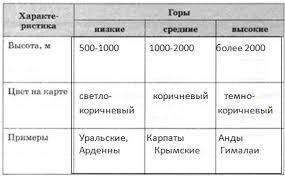 Характе-
ристика
Горы
низкие средние высокие
Высота, м 500-1000 1000-2000 более 2000
Цвет на карте светло-
коричневый коричневый темно-
коричневый
Примеры Уральские,
Арденны Карпаты
Крымские Анды
Гималаи